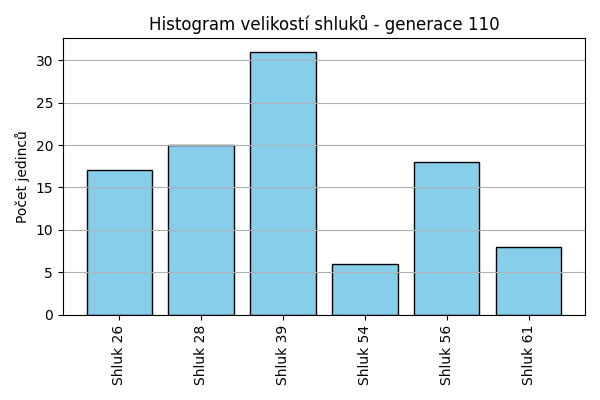 Histogram velikostí shluků - generace 110
Počet jedinců
30
25
20
15
10
5
0
Shluk 26
Shluk 28
Shluk 39
Shluk 54
Shluk 56
Shluk 61